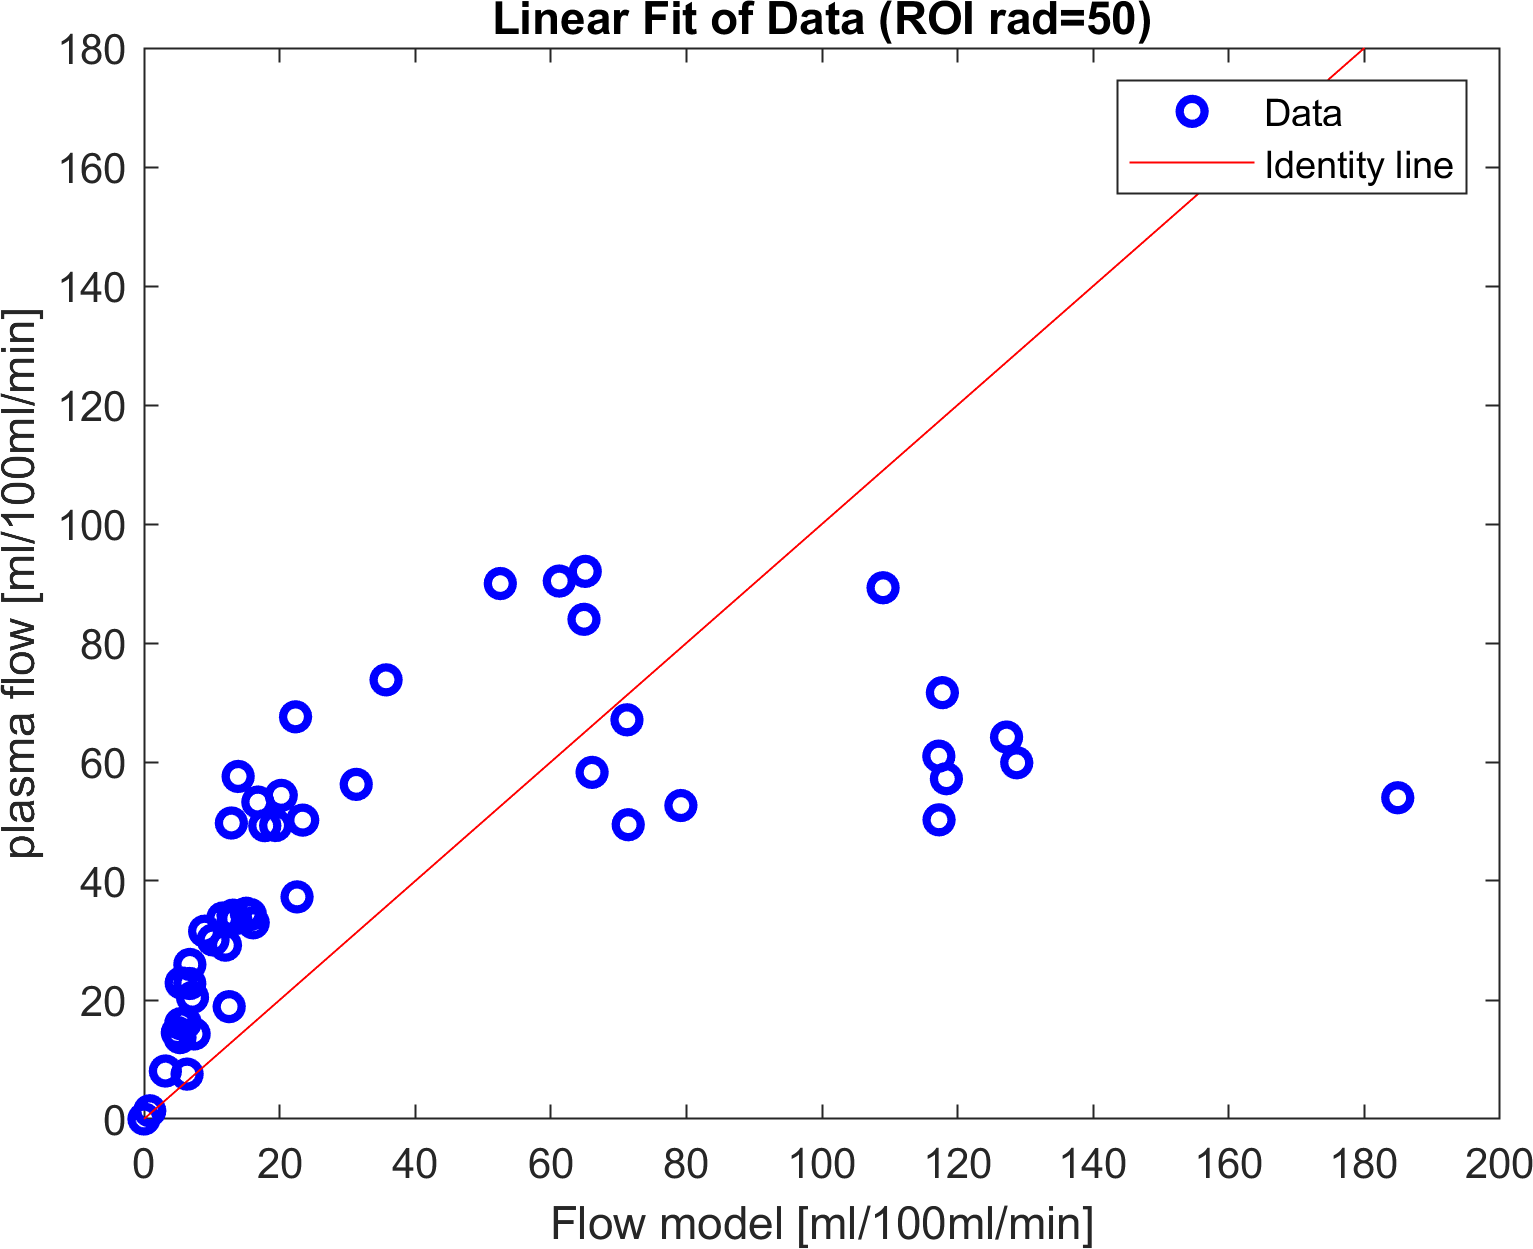 Linear Fit of Data (ROI rad=50)
180
160
140
120
100
80
60
40
20
0
plasma flow [ml/100ml/min]
Data
Identity line
0 20 40 60 80 100 120 140 160 180 200
Flow model [ml/100ml/min]